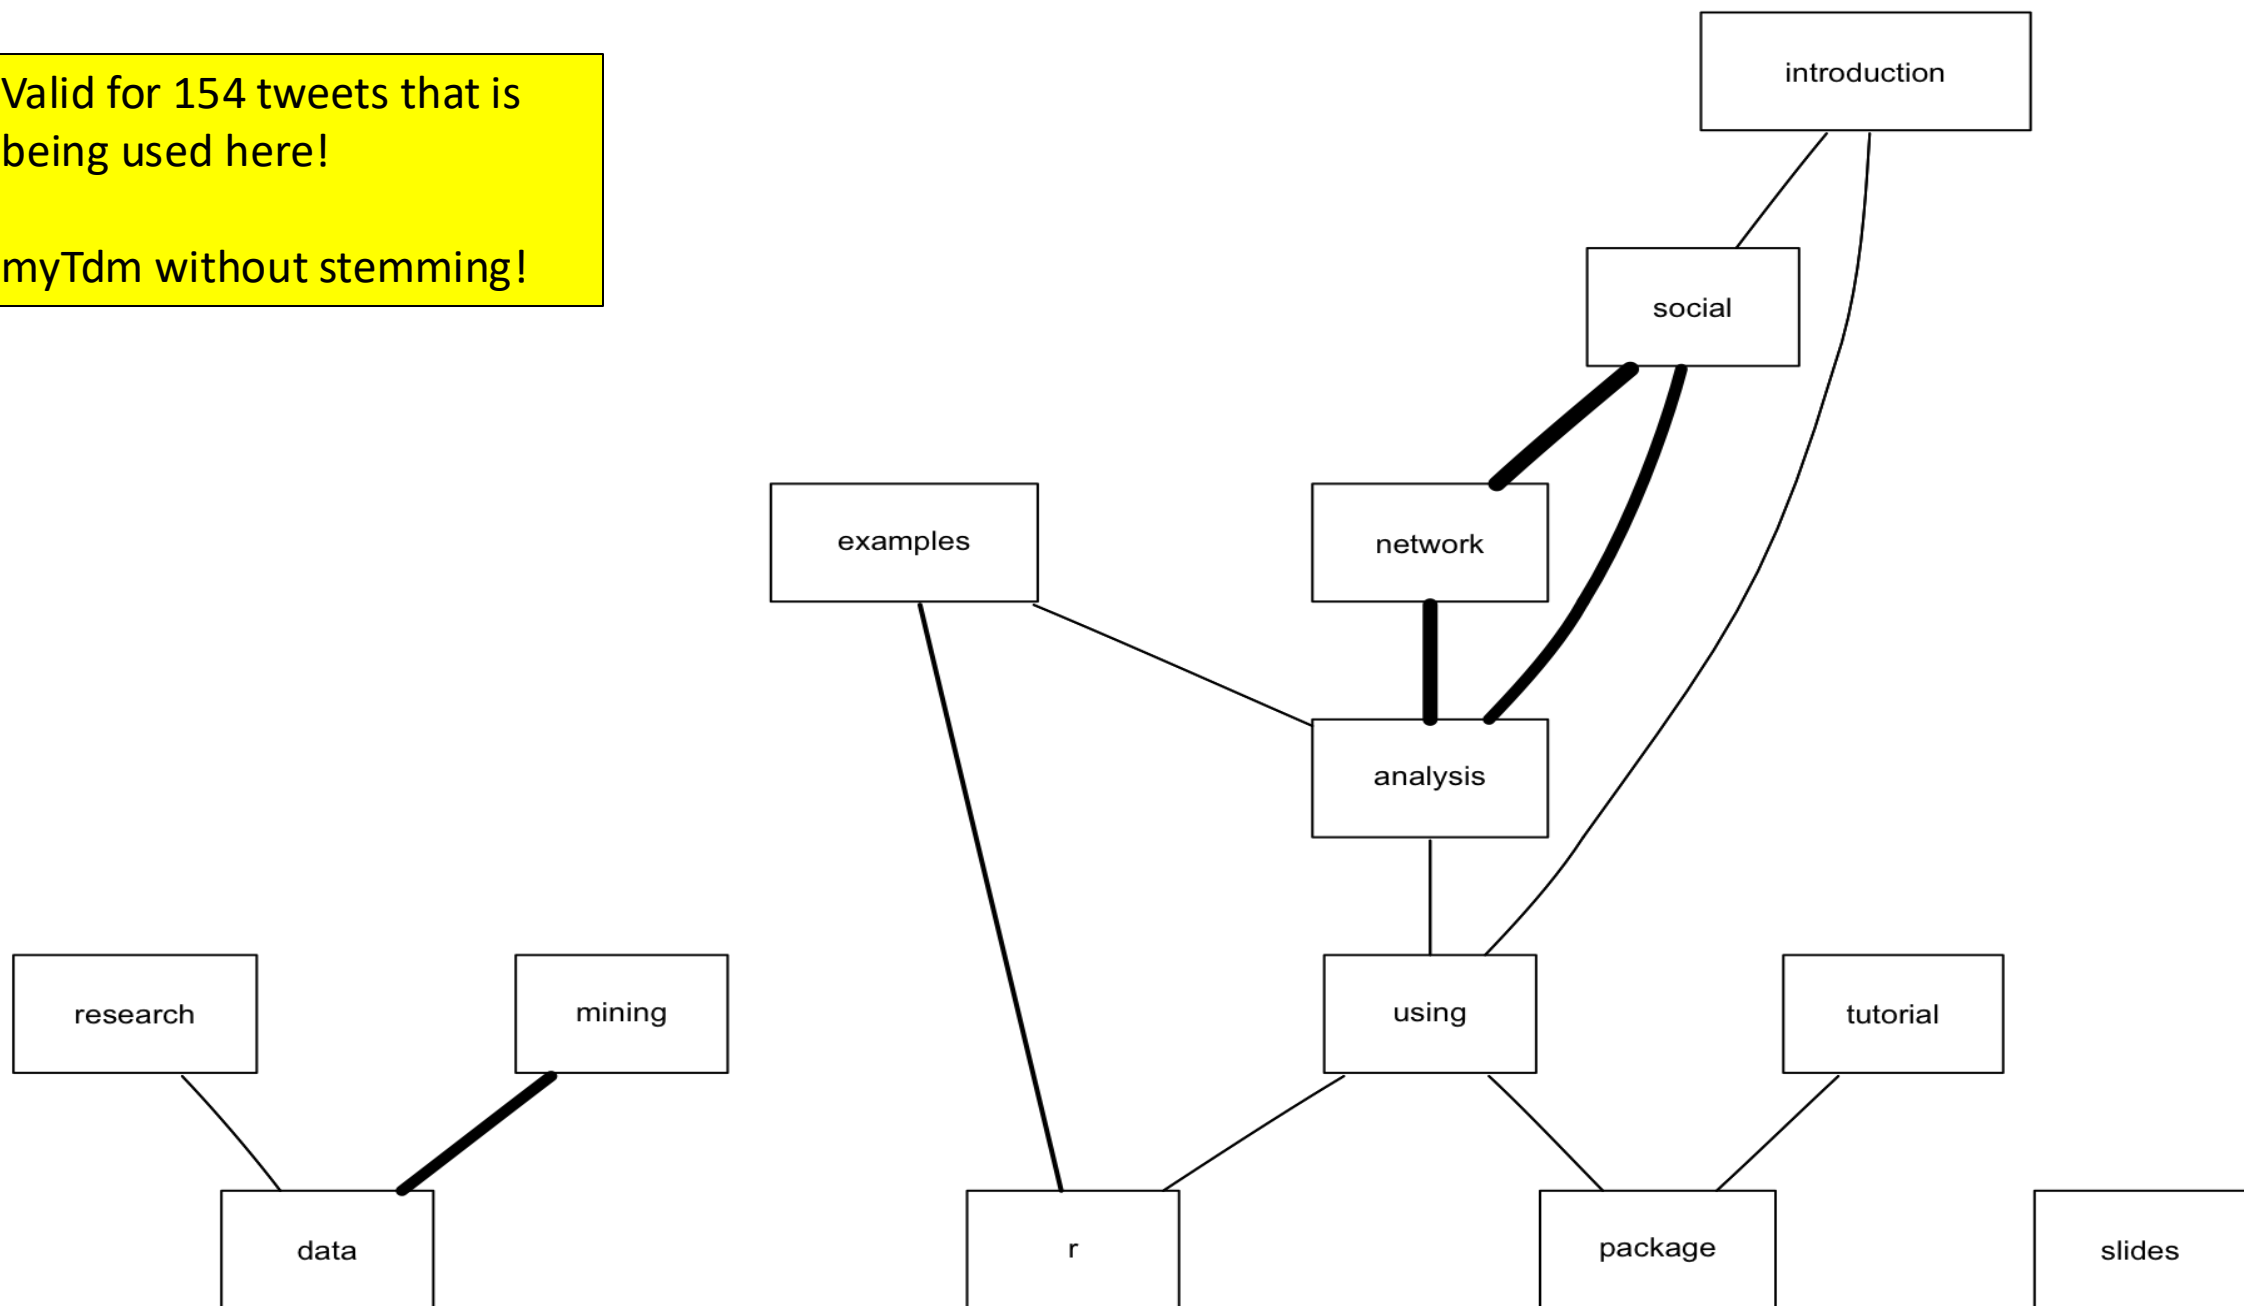 Valid for 154 tweets that is
being used here!
myTdm without stemming!
introduction
social
examples
network
analysis
research
mining
using
tutorial
data
r
package
slides